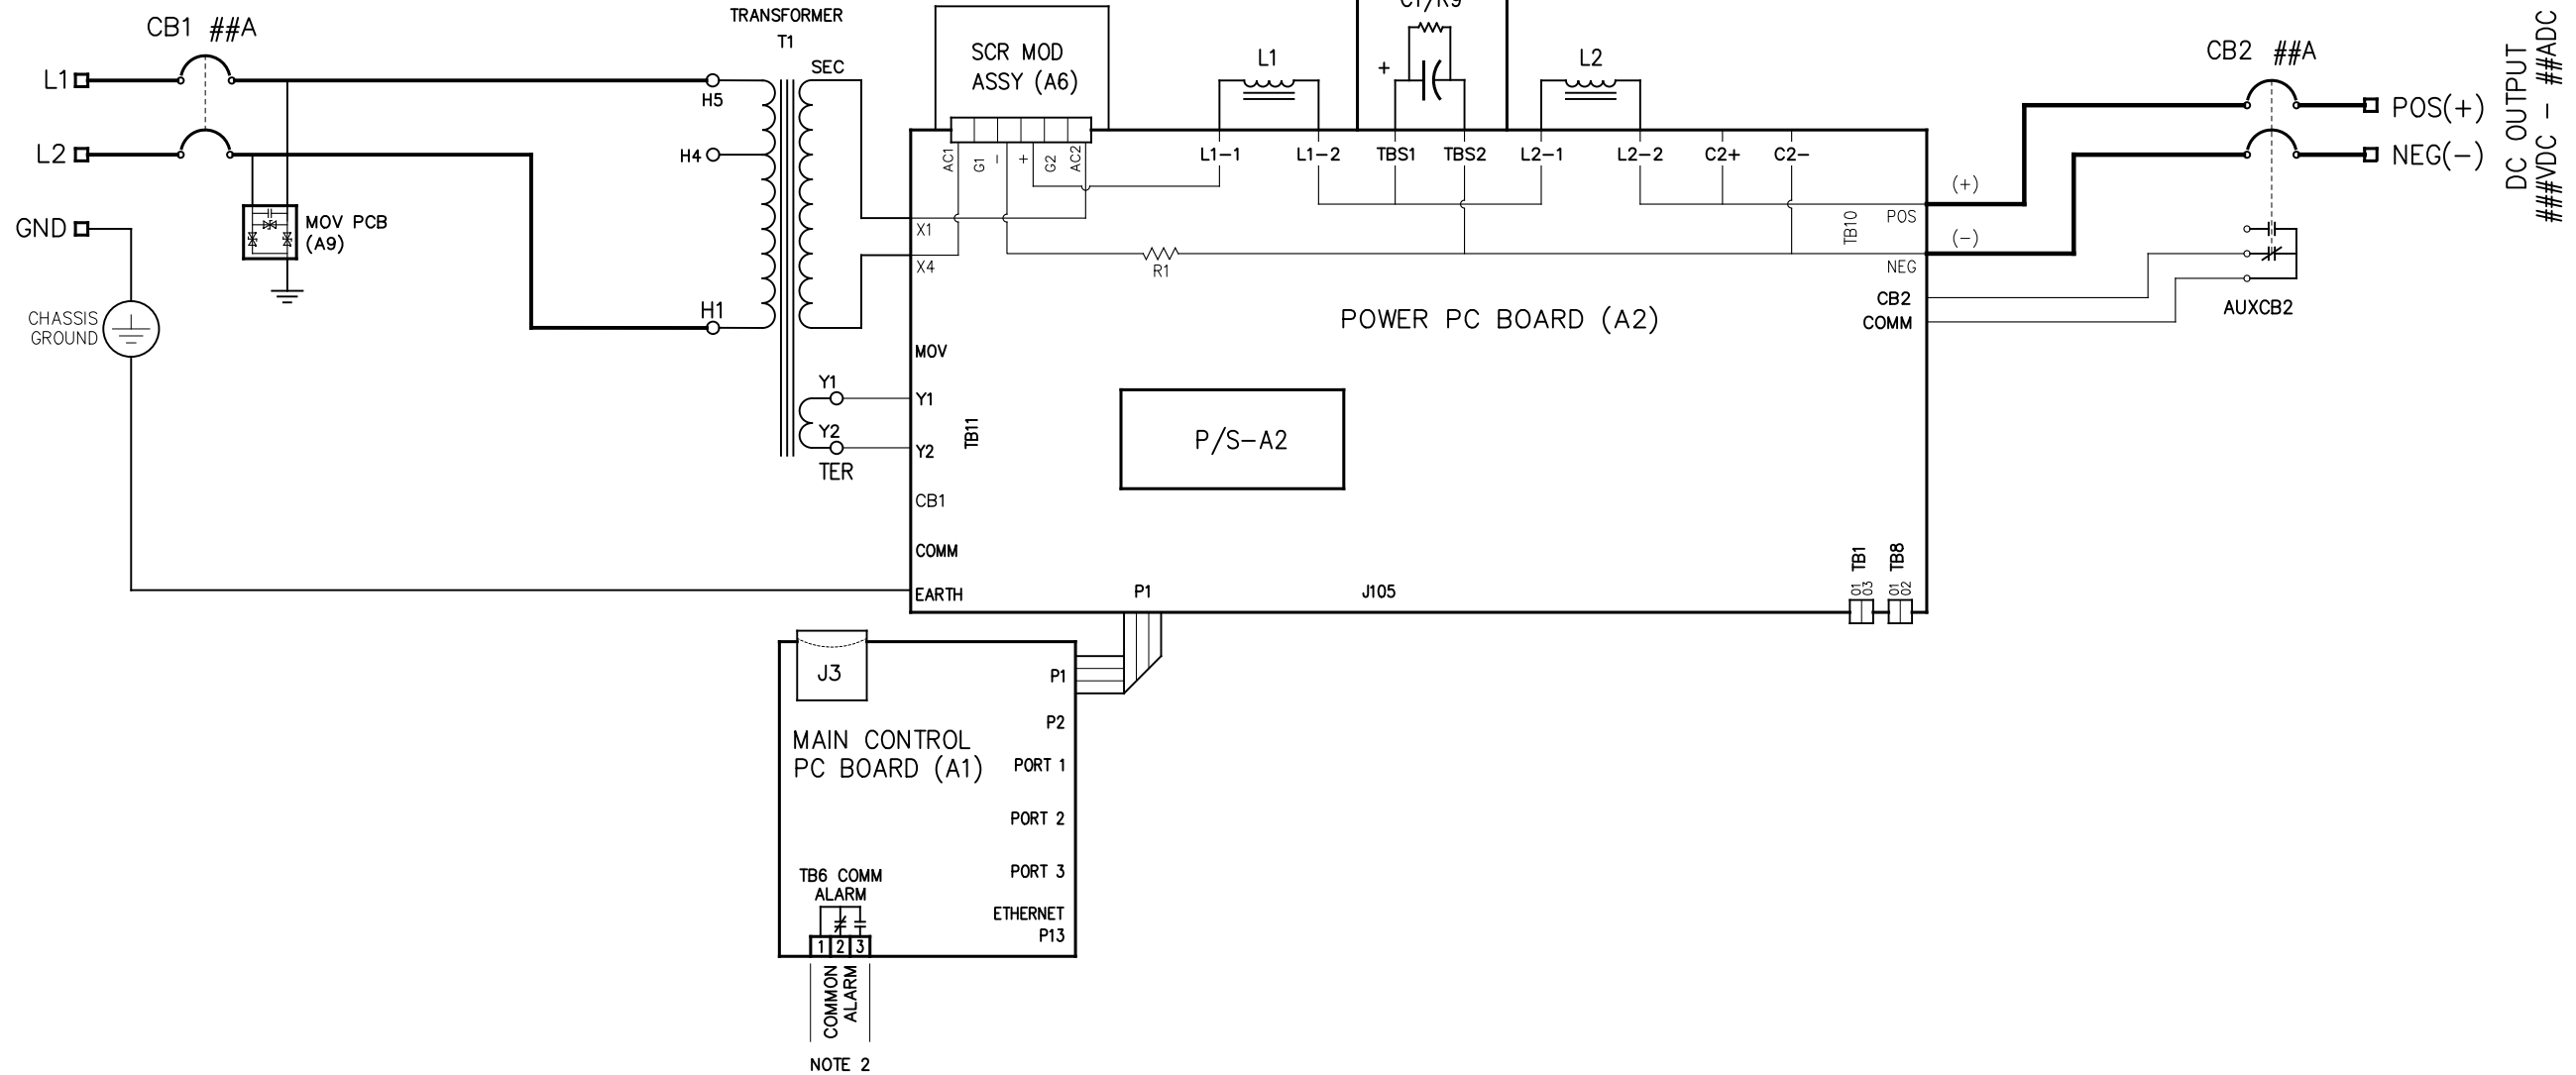 CB1 ##A
L1
L2
GND
CHASSIS
GROUND
MOV PCB
(A9)
TRANSFORMER
T1
SEC
H5
H4
H1
Y1
Y2
TER
SCR MOD
ASSY (A6)
AC1
G1
-
+
G2
AC2
L1
C1/R9
+
L2
L1-1
L1-2
TBS1
TBS2
L2-1
L2-2
C2+
C2-
X1
X4
R1
TB10
POS
NEG
(+)
(-)
CB2
COMM
POWER PC BOARD (A2)
P/S-A2
MOV
Y1
Y2
TB11
CB1
COMM
EARTH
P1
J105
01
03
TB1
01
02
TB8
CB2 ##A
POS(+)
NEG(-)
DC OUTPUT
###VDC - ##ADC
AUXCB2
J3
P1
P2
MAIN CONTROL
PC BOARD (A1)
PORT 1
PORT 2
PORT 3
ETHERNET
P13
TB6 COMM
ALARM
1 2 3
COMMON
ALARM
NOTE 2